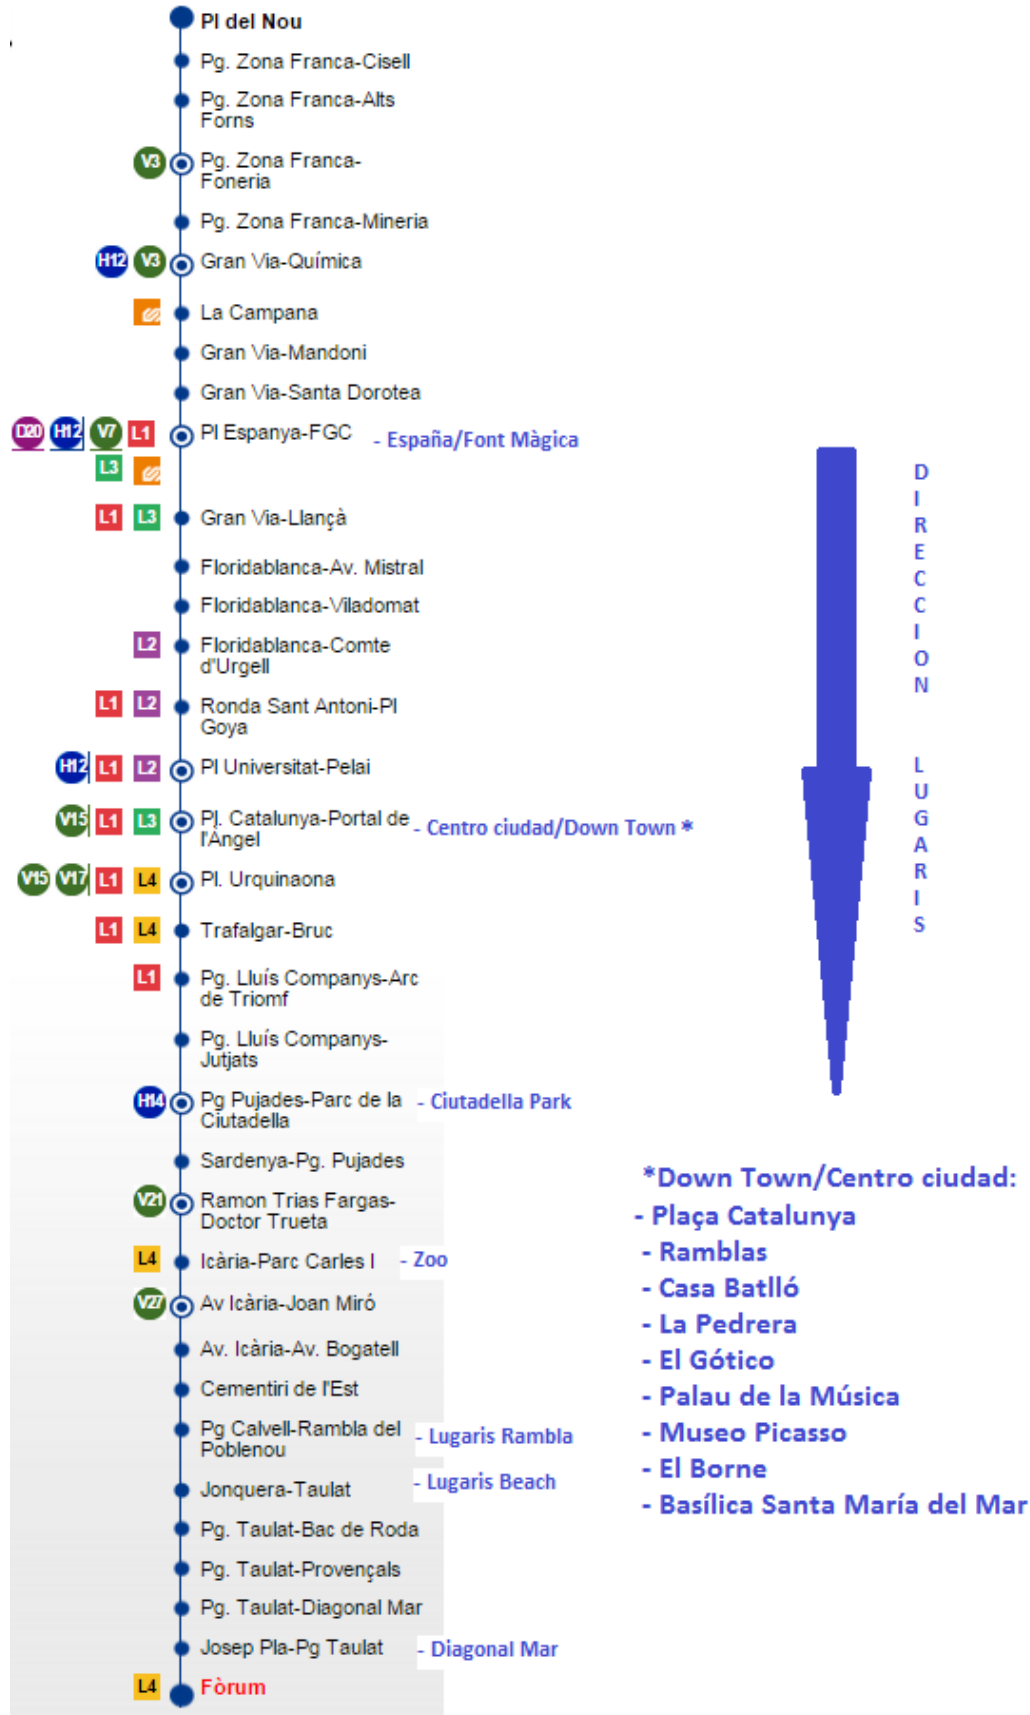 Pl del Nou
Pg. Zona Franca-Cisell
Pg. Zona Franca-Alts
Forns
V3
Pg. Zona Franca-
Foneria
Pg. Zona Franca-Mineria
H12 V3 Gran Via-Química
La Campana
Gran Via-Mandoni
Gran Via-Santa Dorotea
D20 H12 V7 L1 Pl Espanya-FGC - España/Font Màgica
L3
L1 L3 Gran Via-Llançà
Floridablanca-Av. Mistral
Floridablanca-Viladomat
L2 Floridablanca-Comte
d'Urgell
L1 L2 Ronda Sant Antoni-Pl
Goya
H12 L1 L2 Pl Universitat-Pelai
V15 L1 L3 Pl. Catalunya-Portal de
l'Àngel
- Centro ciudad/Down Town *
V15 V17 L1 L4 Pl. Urquinaona
L1 L4 Trafalgar-Bruc
L1 Pg. Lluís Companys-Arc
de Triomf
Pg. Lluís Companys-
Jutjats
H14 Pg Pujades-Parc de la
Ciutadella
- Ciutadella Park
Sardenya-Pg. Pujades
V21 Ramon Trias Fargas-
Doctor Trueta
L4 Icària-Parc Carles I - Zoo
V27 Av Icària-Joan Miró
Av. Icària-Av. Bogatell
Cementiri de l'Est
Pg Calvell-Rambla del
Poblenou
- Lugaris Rambla
Jonquera-Taulat - Lugaris Beach
Pg. Taulat-Bac de Roda
Pg. Taulat-Provençals
Pg. Taulat-Diagonal Mar
Josep Pla-Pg Taulat - Diagonal Mar
L4 Fòrum
DIRECCION LUGARIS
*Down Town/Centro ciudad:
- Plaça Catalunya
- Ramblas
- Casa Batlló
- La Pedrera
- El Gótico
- Palau de la Música
- Museo Picasso
- El Borne
- Basílica Santa María del Mar